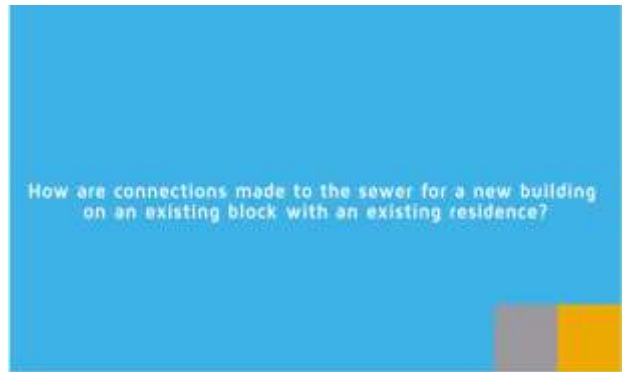 How are connections made to the sewer for a new building
on an existing block with an existing residence?